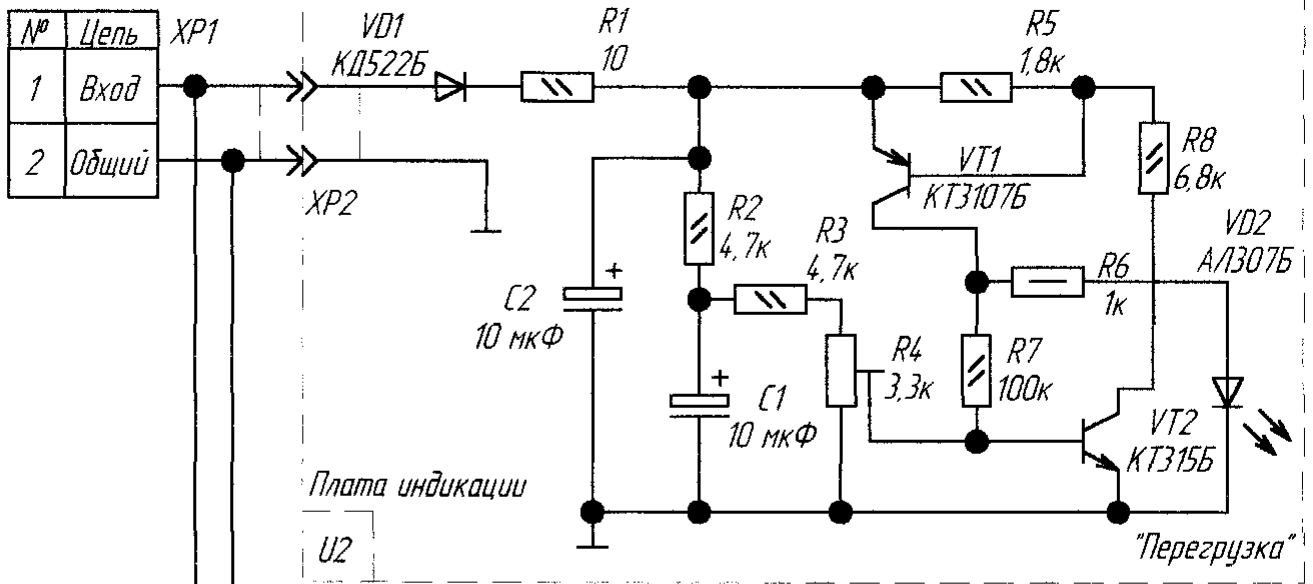 № Цепь
1 Вход
2 Общий
XP1
XP2
VD1
КД522Б
R1
10
R5
1,8к
VT1
КТ3107Б
R8
6,8к
R2
4,7к
R3
4,7к
VD2
АЛ307Б
R6
1к
C2
+
10 мкФ
R4
3,3к
R7
100к
C1
+
10 мкФ
VT2
КТ315Б
Плата индикации
U2
"Перегрузка"